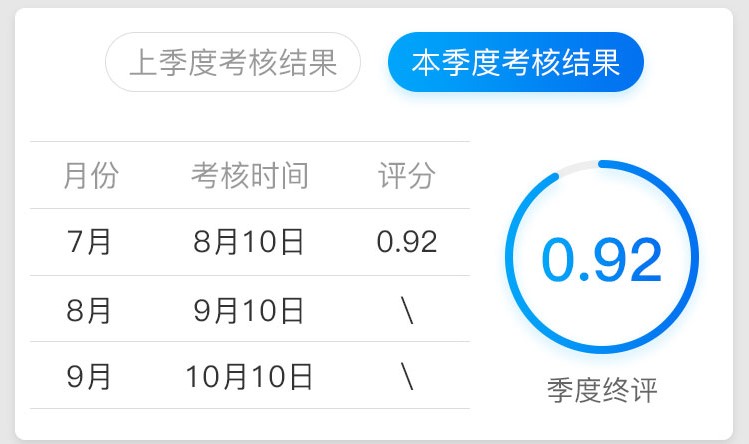 上季度考核结果 本季度考核结果
月份 考核时间 评分
7月 8月10日 0.92
8月 9月10日 \
9月 10月10日 \
0.92
季度终评